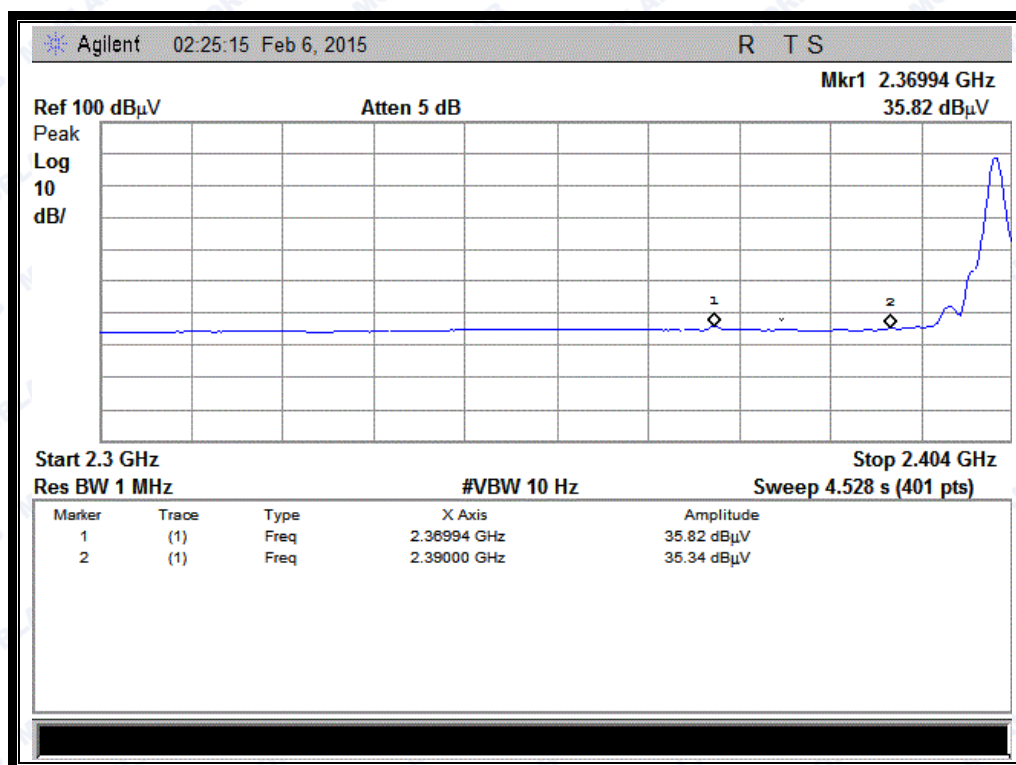 Agilent 02:25:15 Feb 6, 2015 R T S
Mkr1 2.36994 GHz
Ref 100 dBµV Atten 5 dB 35.82 dBµV
Peak
Log
10
dB/
1 2
Start 2.3 GHz Stop 2.404 GHz
Res BW 1 MHz #VBW 10 Hz Sweep 4.528 s (401 pts)
Marker Trace Type X Axis Amplitude
1 (1) Freq 2.36994 GHz 35.82 dBµV
2 (1) Freq 2.39000 GHz 35.34 dBµV